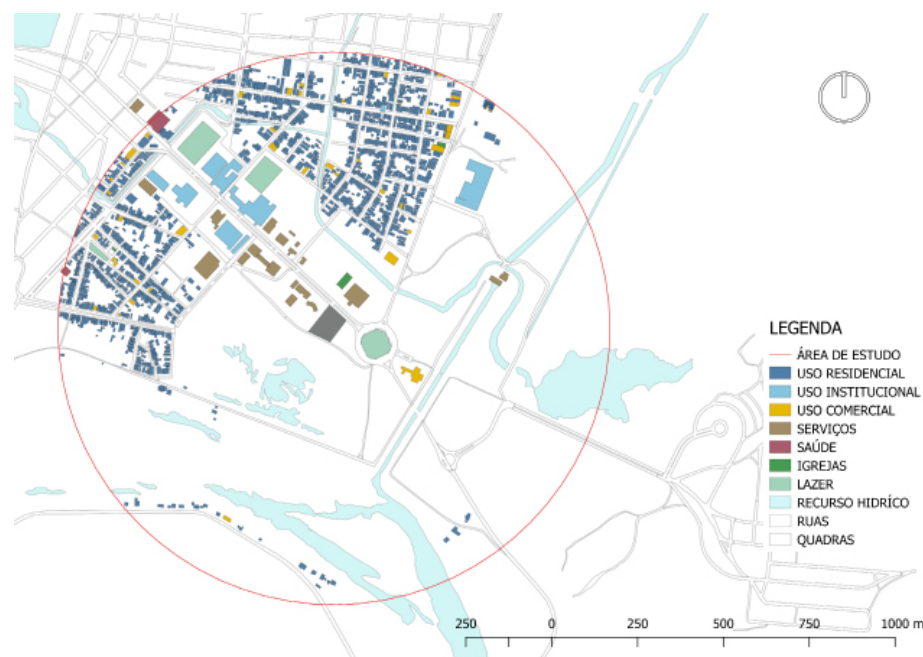 LEGENDA
ÁREA DE ESTUDO
USO RESIDENCIAL
USO INSTITUCIONAL
USO COMERCIAL
SERVIÇOS
SAÚDE
IGREJAS
LAZER
RECURSO HIDRÍCO
RUAS
QUADRAS
250 0 250 500 750 1000 m